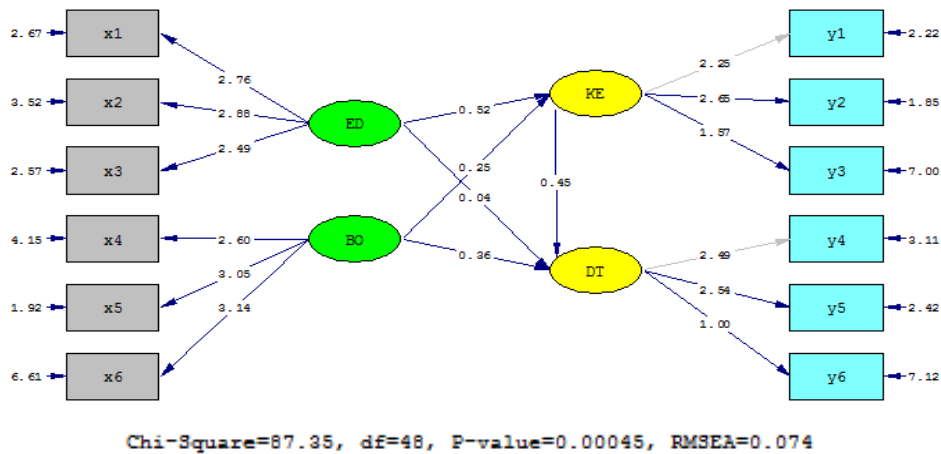 2.67 x1 2.76 y1 2.22
2.25
3.52 x2 2.88 ED 0.52 KE 2.65 y2 1.85
2.49 1.57
2.57 x3 0.25 0.45 y3 7.00
0.04
4.15 x4 2.60 BO 0.36 DT 2.49 y4 3.11
3.05 2.54
1.92 x5 3.14 1.00 y5 2.42
6.61 x6 y6 7.12
Chi-Square=87.35, df=48, P-value=0.00045, RMSEA=0.074